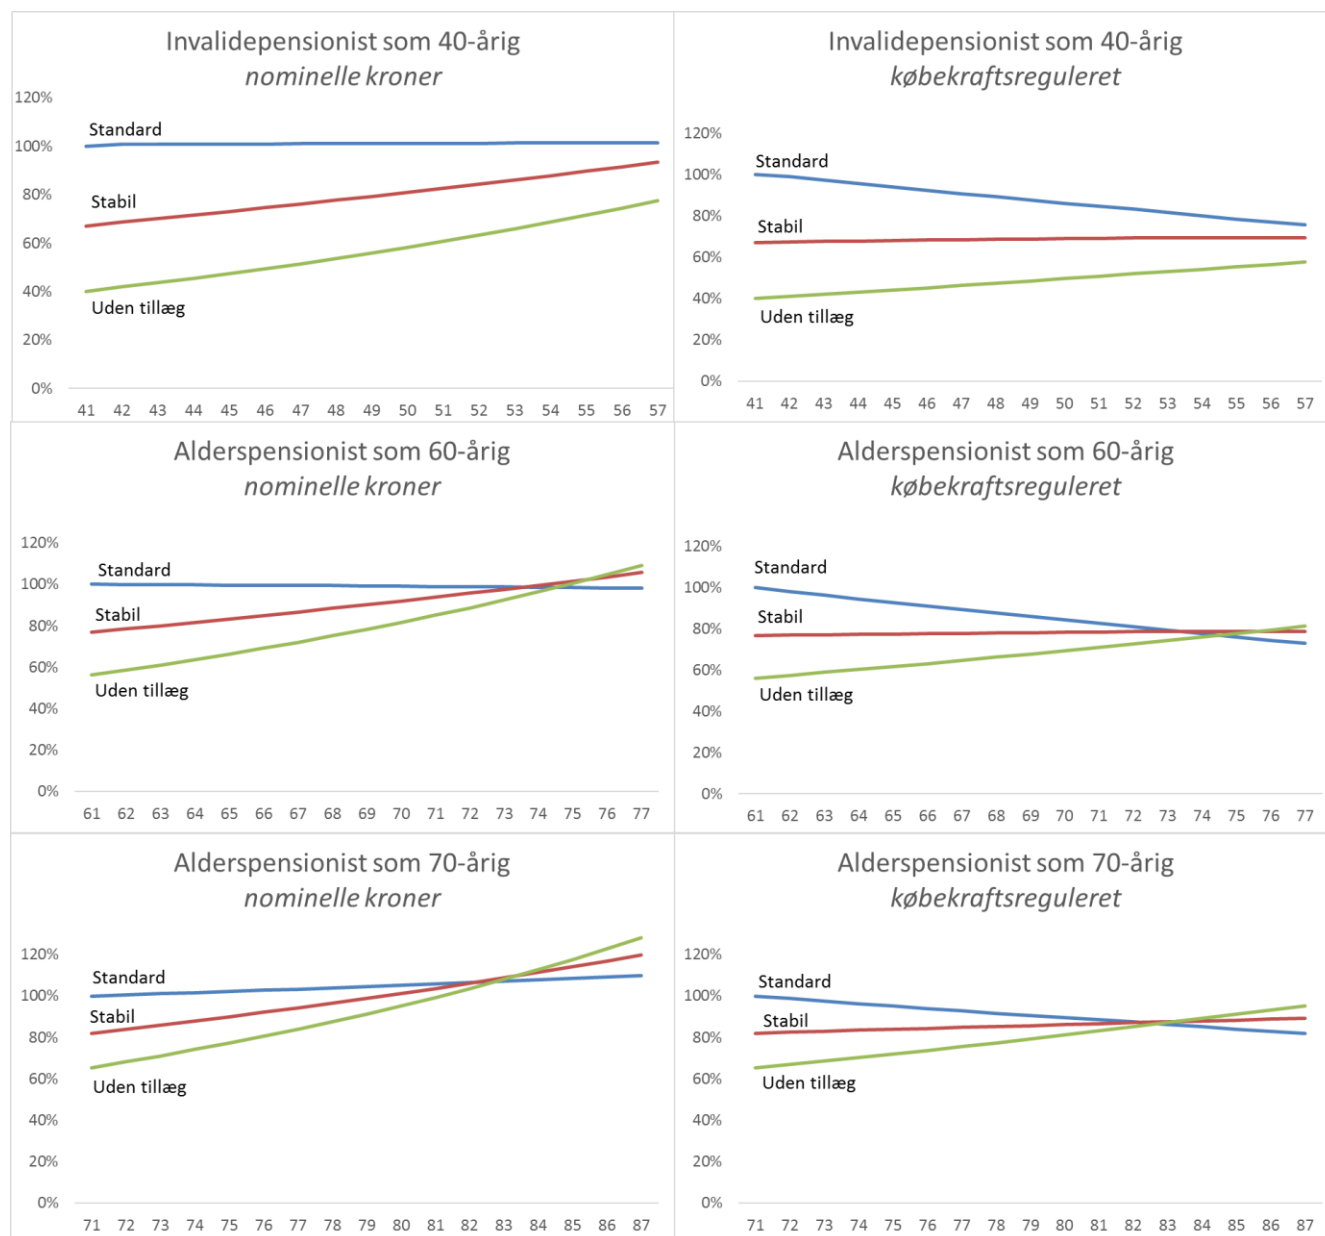 Invalidepensionist som 40-årig
nominelle kroner
120%
Standard
100%
80%
Stabil
60%
40%
Uden tillæg
20%
0%
41 42 43 44 45 46 47 48 49 50 51 52 53 54 55 56 57
Invalidepensionist som 40-årig
købekraftsreguleret
120%
Standard
100%
80%
Stabil
60%
40%
Uden tillæg
20%
0%
41 42 43 44 45 46 47 48 49 50 51 52 53 54 55 56 57
Alderspensionist som 60-årig
nominelle kroner
120%
Standard
100%
80%
Stabil
60%
Uden tillæg
40%
20%
0%
61 62 63 64 65 66 67 68 69 70 71 72 73 74 75 76 77
Alderspensionist som 60-årig
købekraftsreguleret
120%
Standard
100%
Stabil
80%
60%
Uden tillæg
40%
20%
0%
61 62 63 64 65 66 67 68 69 70 71 72 73 74 75 76 77
Alderspensionist som 70-årig
nominelle kroner
120%
Standard
100%
Stabil
80%
60%
Uden tillæg
40%
20%
0%
71 72 73 74 75 76 77 78 79 80 81 82 83 84 85 86 87
Alderspensionist som 70-årig
købekraftsreguleret
120%
Standard
100%
Stabil
80%
60%
Uden tillæg
40%
20%
0%
71 72 73 74 75 76 77 78 79 80 81 82 83 84 85 86 87